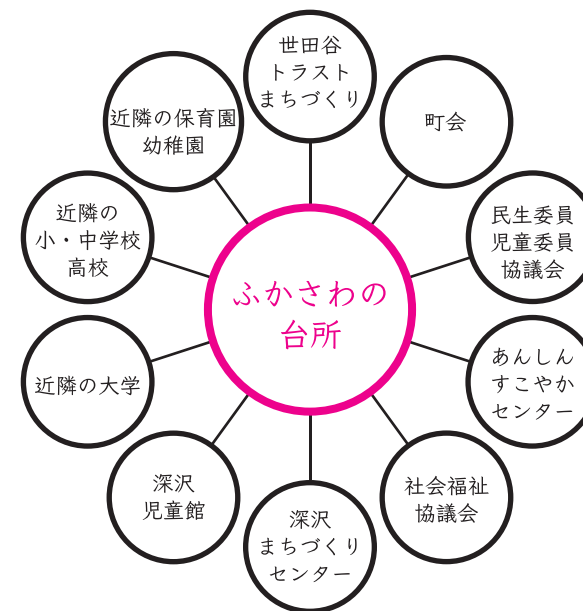 世田谷
トラスト
まちづくり
町会
民生委員
児童委員
協議会
あんしん
すこやか
センター
社会福祉
協議会
深沢
まちづくり
センター
深沢
児童館
近隣の大学
近隣の
小・中学校
高校
近隣の保育園
幼稚園
ふかさわの
台所